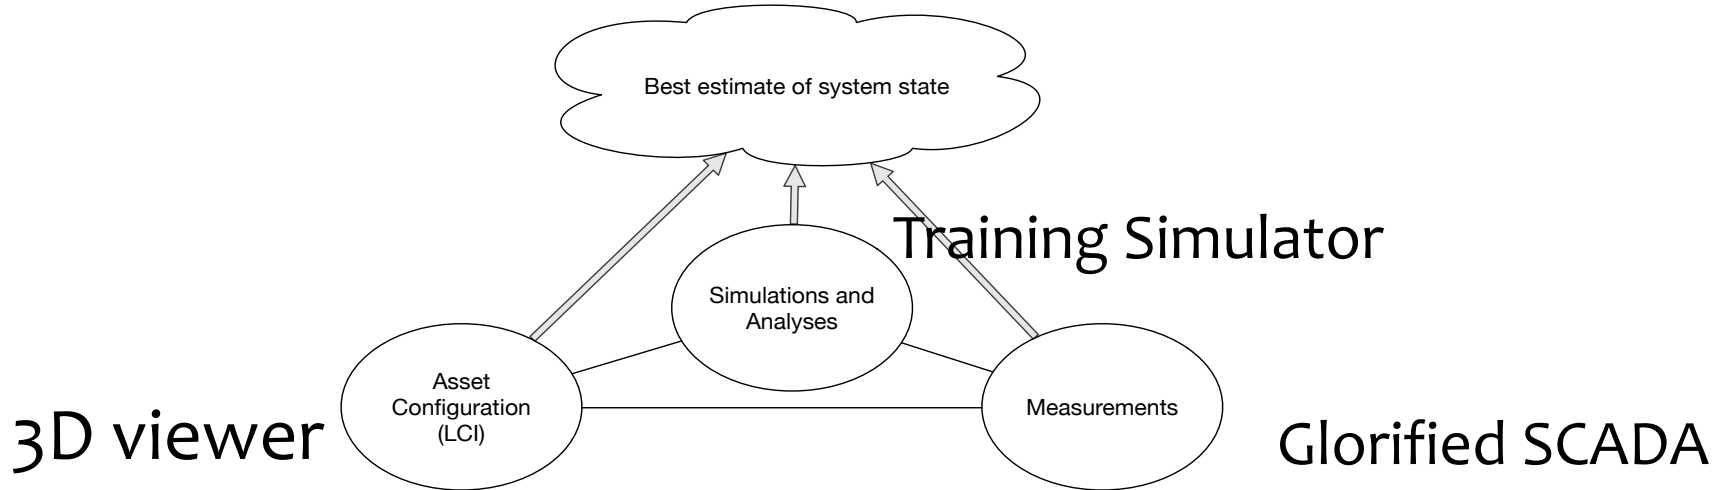 Best estimate of system state
Training Simulator
Simulations and
Analyses
Asset
Configuration
(LCI)
Measurements
3D viewer
Glorified SCADA